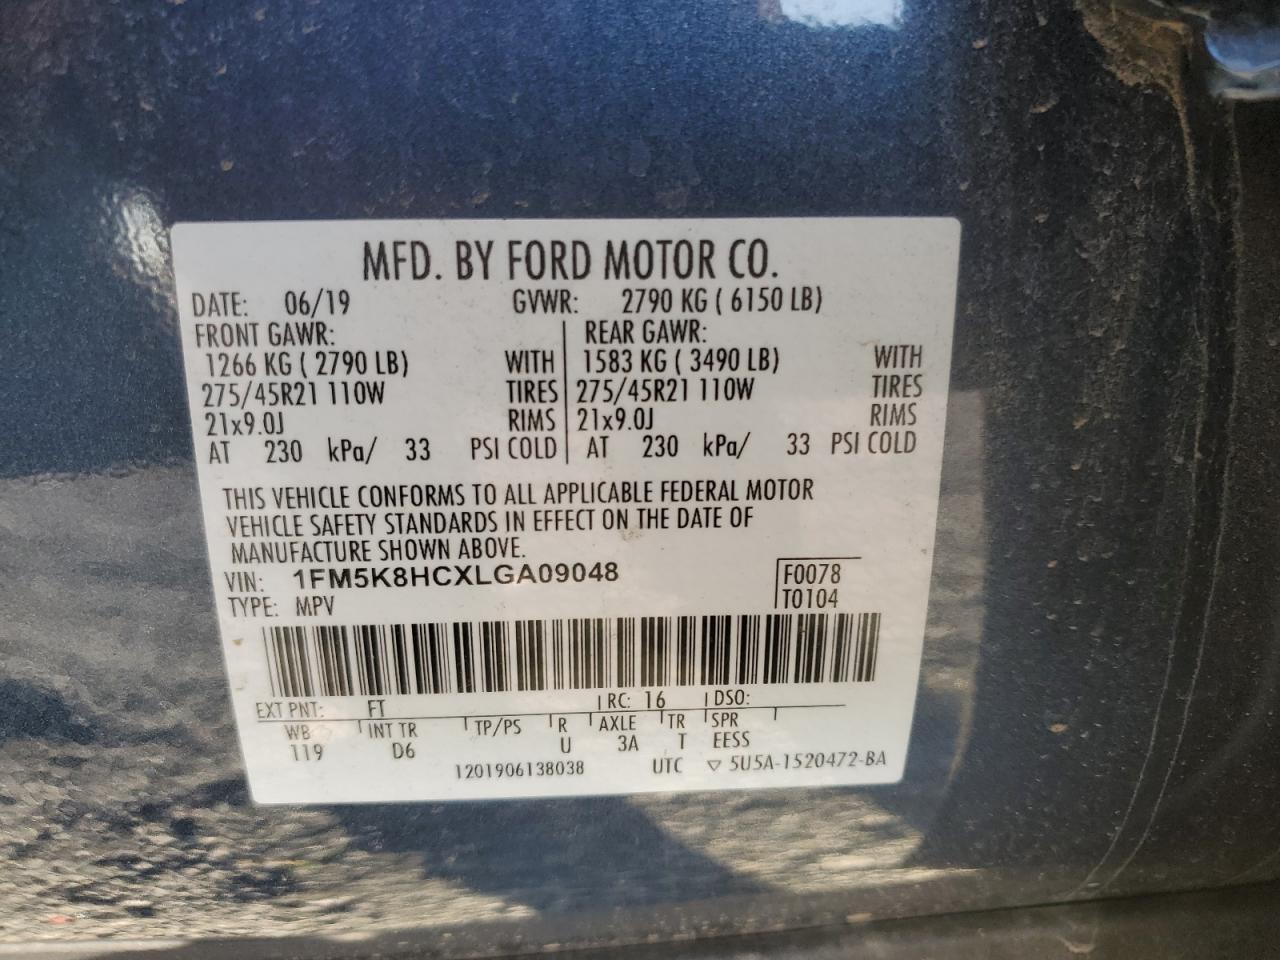 MFD. BY FORD MOTOR CO.
DATE: 06/19 GVWR: 2790 KG ( 6150 LB)
FRONT GAWR: REAR GAWR:
1266 KG ( 2790 LB) WITH 1583 KG ( 3490 LB) WITH
275/45R21 110W TIRES 275/45R21 110W TIRES
21x9.0J RIMS 21x9.0J RIMS
AT 230 kPa/ 33 PSI COLD AT 230 kPa/ 33 PSI COLD
THIS VEHICLE CONFORMS TO ALL APPLICABLE FEDERAL MOTOR
VEHICLE SAFETY STANDARDS IN EFFECT ON THE DATE OF
MANUFACTURE SHOWN ABOVE.
VIN: 1FM5K8HCXLGA09048 F0078
TYPE: MPV T0104
EXT PNT: FT RC: 16 DSO:
WB INT TR TP/PS R AXLE TR SPR
119 D6 U 3A T EESS
1201906138038 UTC ▽ 5U5A-1520472-BA